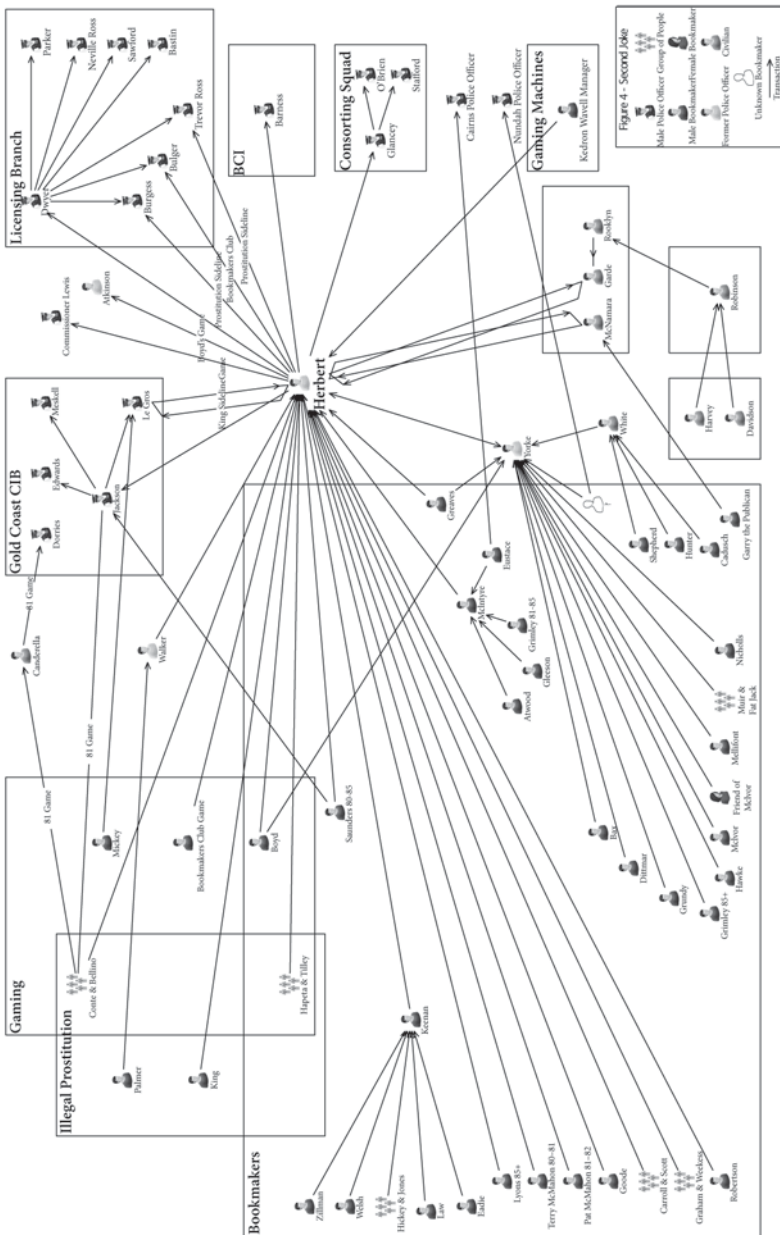 Gaming
Conte & Bellino
81 Game
81 Game
81 Game
Canderella
Mickey
Bookmakers Club Game
Boyd
Hapeta & Tilley
Illegal Prostitution
Palmer
King
Walker
Saunders 80-85
Gold Coast CIB
Dorries
Edwards
Meskell
Jackson
Le Gros
Commissioner Lewis
Atkinson
King SidelineGame
Boyd's Game
Prostitution Sideline
Bookmakers Club
Prostitution Sideline
Herbert
Licensing Branch
Dwyer
Parker
Neville Ross
Sawford
Bastin
Burgess
Bulger
Trevor Ross
BCI
Barness
Consorting Squad
Glancey
O'Brien
Stafford
Cairns Police Officer
Nundah Police Officer
Gaming Machines
Kedron Wavell Manager
Bookmakers
Zillman
Welsh
Hickey & Jones
Law
Eadie
Keenan
Lyons 85+
Terry McMahon 80-81
Pat McMahon 81-82
Goode
Carroll & Scott
Graham & Weekess
Robertson
Atwood
Gleeson
Grimley 81-85
McIntyre
Eustace
Greaves
Yorke
Bax
Dittmar
Grundy
Grimley 85+
Hawke
McIvor
Friend of
McIvor
Mellifont
Muir &
Fat Jack
Nicholls
White
Shepherd
Hunter
Cadusch
Garry the Publican
McNamara
Garde
Rooklyn
Harvey
Davidson
Robinson
Figure 4 - Second Joke
Male Police Officer
Group of People
Male Bookmaker
Female Bookmaker
Former Police Officer
Civilian
Unknown Bookmaker
Transaction